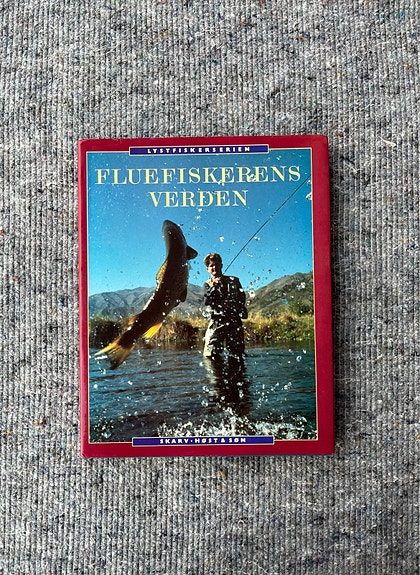 LYSTFISKERSERIEN
FLUEFISKERENS
VERDEN
SKARV · HØST & SØN